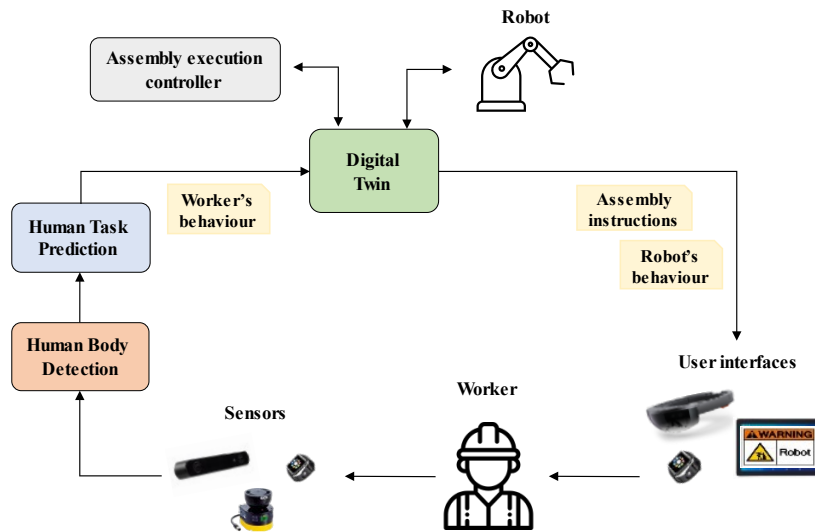 Robot
Assembly execution
controller
Digital
Twin
Worker's
behaviour
Assembly
instructions
Human Task
Prediction
Robot's
behaviour
Human Body
Detection
User interfaces
Worker
Sensors
WARNING
Robot